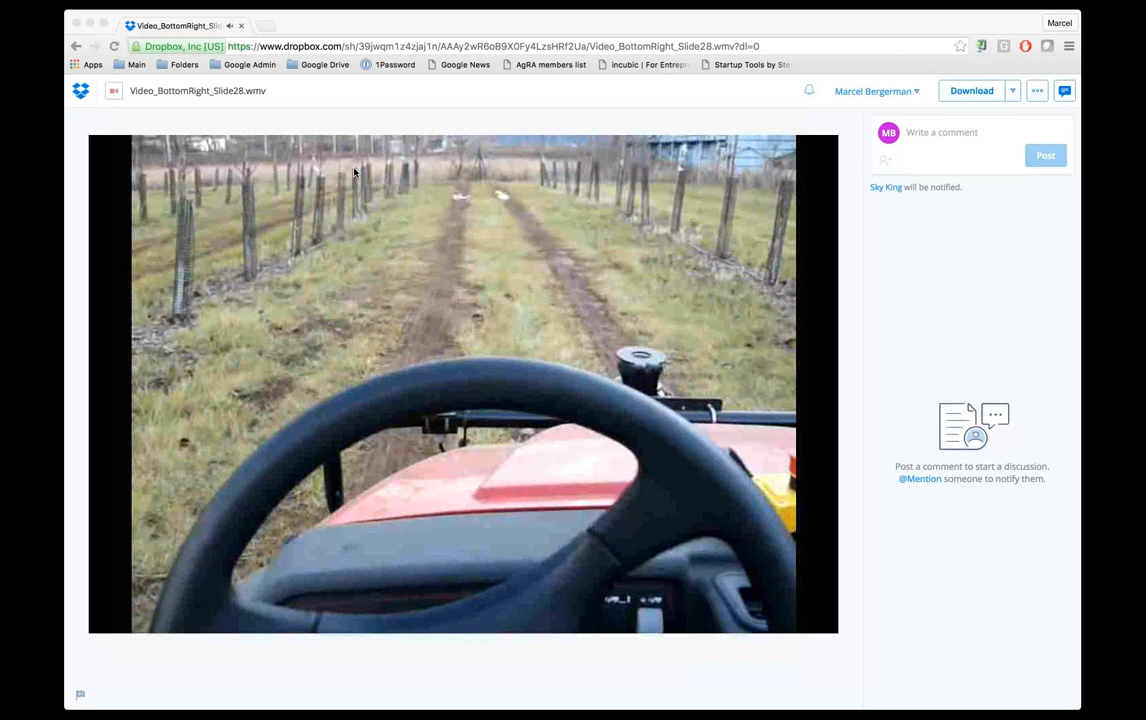 Video_BottomRight_Slid
Marcel
Dropbox, Inc [US] https://www.dropbox.com/sh/39jwqm1z4zjaj1n/AAAy2wR6oB9X0Fy4LzsHRf2Ua/Video_BottomRight_Slide28.wmv?dl=0
Apps Main Folders Google Admin Google Drive 1Password Google News AgRA members list incubic | For Entrepr Startup Tools by Ste
Video_BottomRight_Slide28.wmv
Marcel Bergerman
Download
MB Write a comment
Post
Sky King will be notified.
Post a comment to start a discussion.
@Mention someone to notify them.